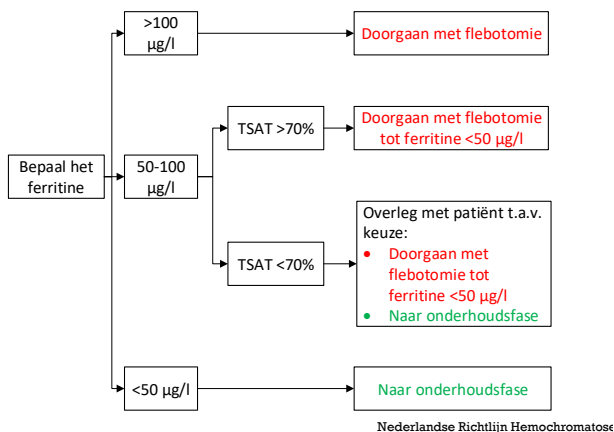 >100
µg/l
Doorgaan met flebotomie
TSAT >70%
Doorgaan met flebotomie
tot ferritine <50 µg/l
Bepaal het
ferritine
50-100
µg/l
Overleg met patiënt t.a.v.
keuze:
• Doorgaan met
flebotomie tot
ferritine <50 µg/l
• Naar onderhoudsfase
TSAT <70%
<50 µg/l
Naar onderhoudsfase
Nederlandse Richtlijn Hemochromatose